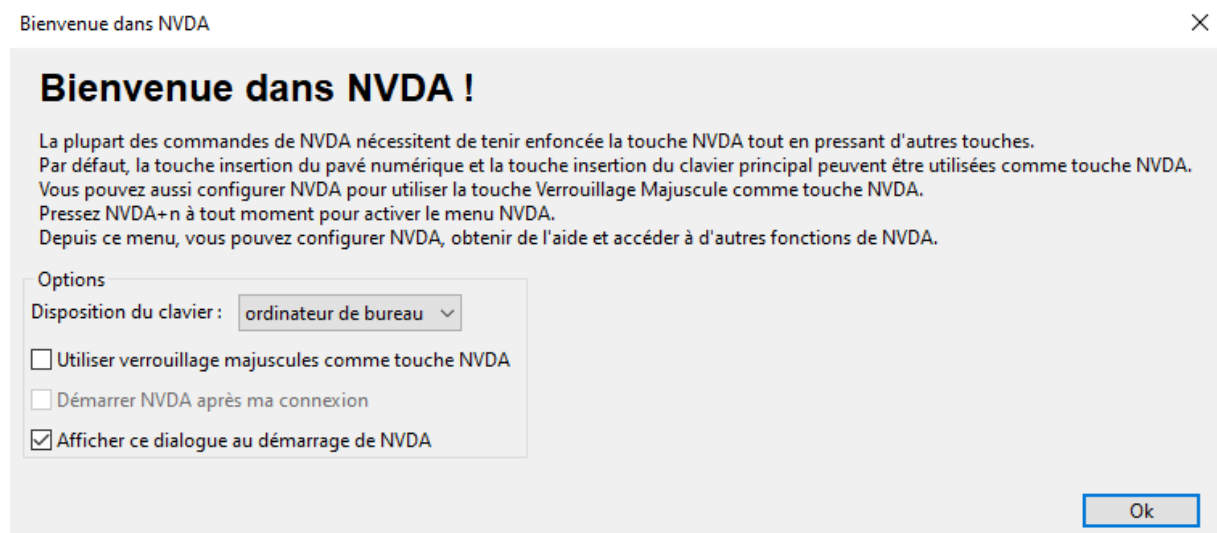 Bienvenue dans NVDA
Bienvenue dans NVDA !
La plupart des commandes de NVDA nécessitent de tenir enfoncée la touche NVDA tout en pressant d'autres touches.
Par défaut, la touche insertion du pavé numérique et la touche insertion du clavier principal peuvent être utilisées comme touche NVDA.
Vous pouvez aussi configurer NVDA pour utiliser la touche Verrouillage Majuscule comme touche NVDA.
Pressez NVDA+n à tout moment pour activer le menu NVDA.
Depuis ce menu, vous pouvez configurer NVDA, obtenir de l'aide et accéder à d'autres fonctions de NVDA.
Options
Disposition du clavier : ordinateur de bureau
Utiliser verrouillage majuscules comme touche NVDA
Démarrer NVDA après ma connexion
Afficher ce dialogue au démarrage de NVDA
Ok